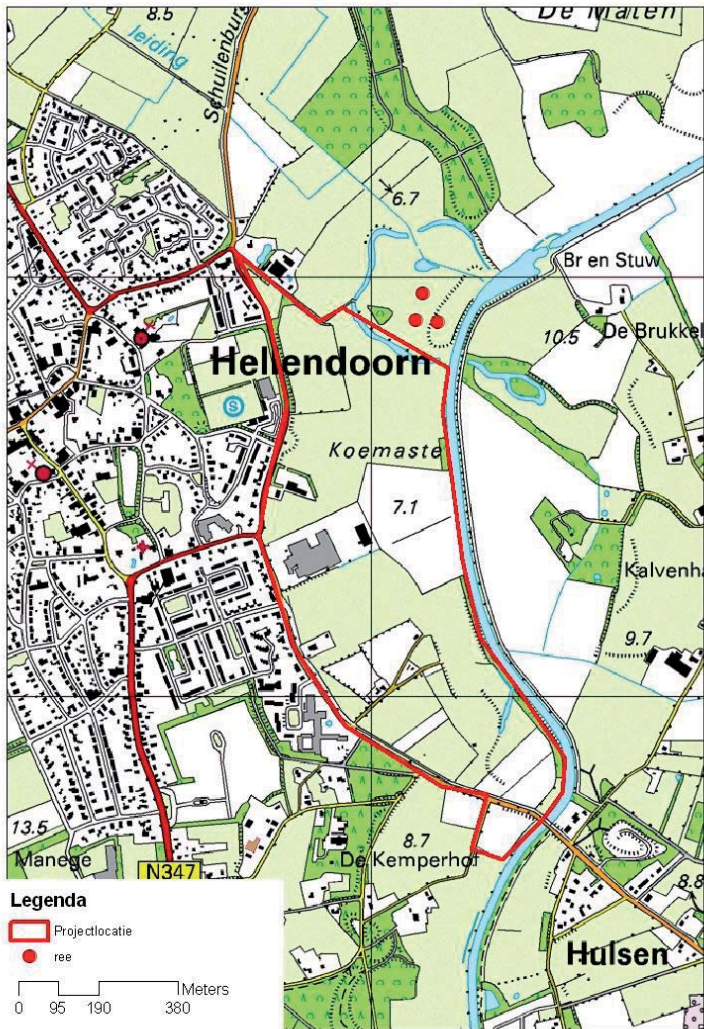 8.5
De Maten
leiding
Schuilenburg
6.7
Br en Stuw
De Brukkel
10.5
Hellendoorn
S
Koemaste
7.1
Kalvenha
9.7
13.5
Manege
8.7
De Kemperhof
N347
8.8
Hulsen
Legenda
Projectlocatie
ree
Meters
0 95 190 380